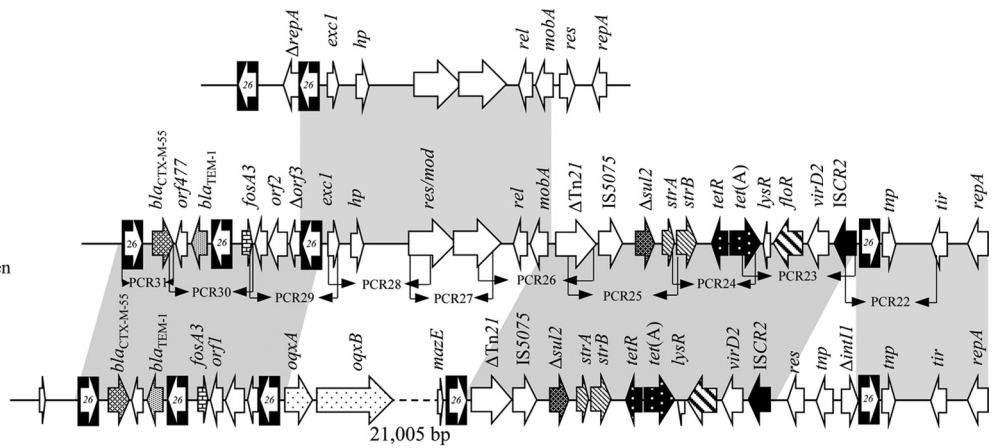 ΔrepA exc1 hp rel mobA res repA
26 26
blaCTX-M-55 orf477 blaTEM-1 fosA3 orf2 Δorf3 exc1 hp res/mod rel mobA ΔTn21 IS5075 Δsul2 strA strB tetR tet(A) lysR floR virD2 ISCR2 tnp tir repA
26 26 26 26
en
PCR31 PCR30 PCR29 PCR28 PCR27 PCR26 PCR25 PCR24 PCR23 PCR22
blaCTX-M-55 blaTEM-1 fosA3 orf1 oqxA oqxB mazE ΔTn21 IS5075 Δsul2 strA strB tetR tet(A) lysR virD2 ISCR2 res tnp ΔintI1 tnp tir repA
26 26 26 26 26
21,005 bp